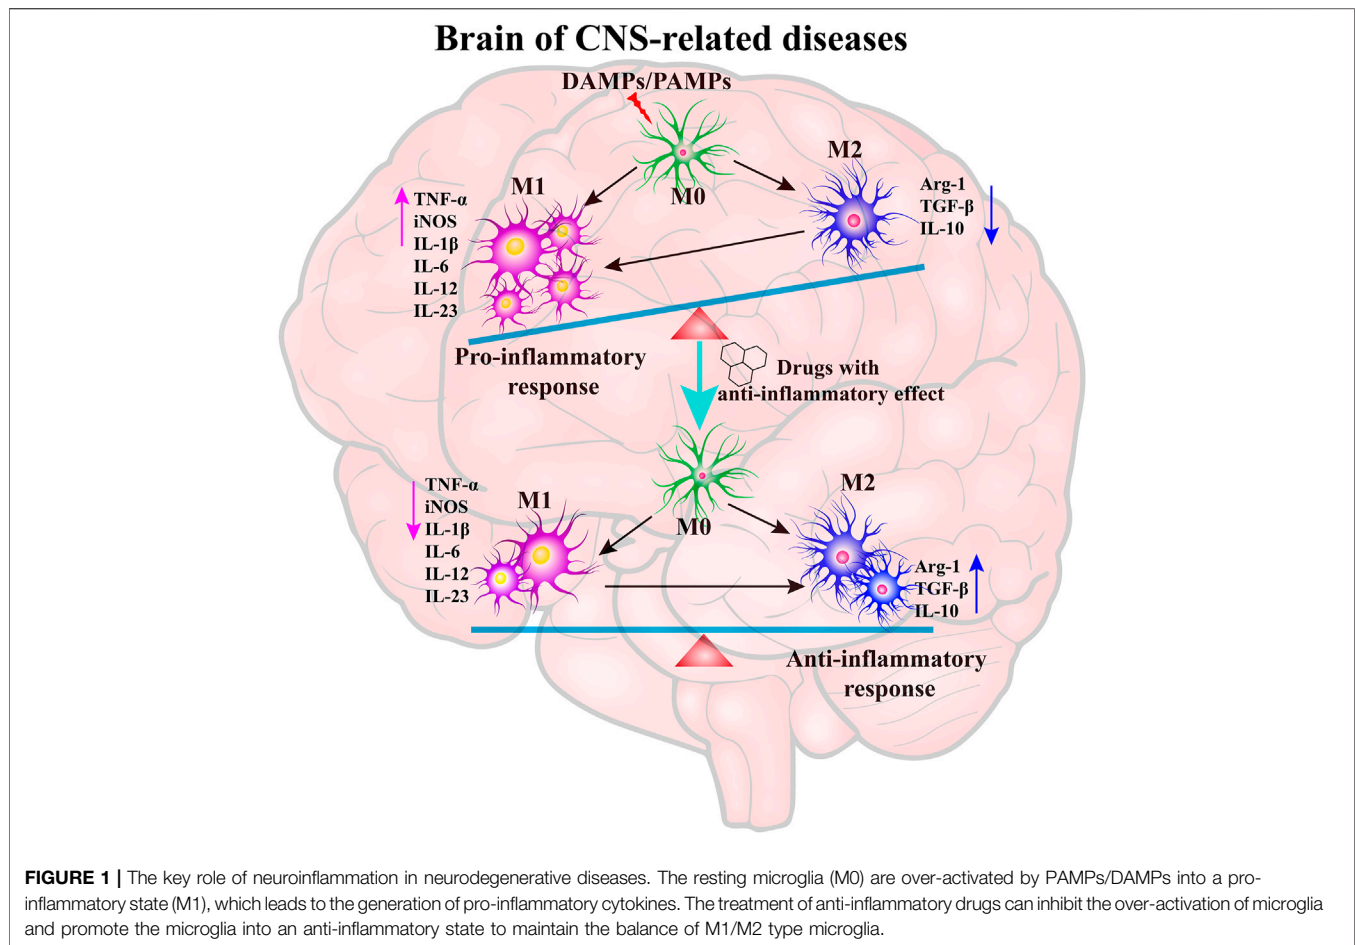 Brain of CNS-related diseases
DAMPs/PAMPs
M0
M1
M2
TNF-α
iNOS
IL-1β
IL-6
IL-12
IL-23
Arg-1
TGF-β
IL-10
Pro-inflammatory
response
Drugs with
anti-inflammatory effect
M0
M1
M2
TNF-α
iNOS
IL-1β
IL-6
IL-12
IL-23
Arg-1
TGF-β
IL-10
Anti-inflammatory
response
FIGURE 1 | The key role of neuroinflammation in neurodegenerative diseases. The resting microglia (M0) are over-activated by PAMPs/DAMPs into a pro-
inflammatory state (M1), which leads to the generation of pro-inflammatory cytokines. The treatment of anti-inflammatory drugs can inhibit the over-activation of microglia
and promote the microglia into an anti-inflammatory state to maintain the balance of M1/M2 type microglia.